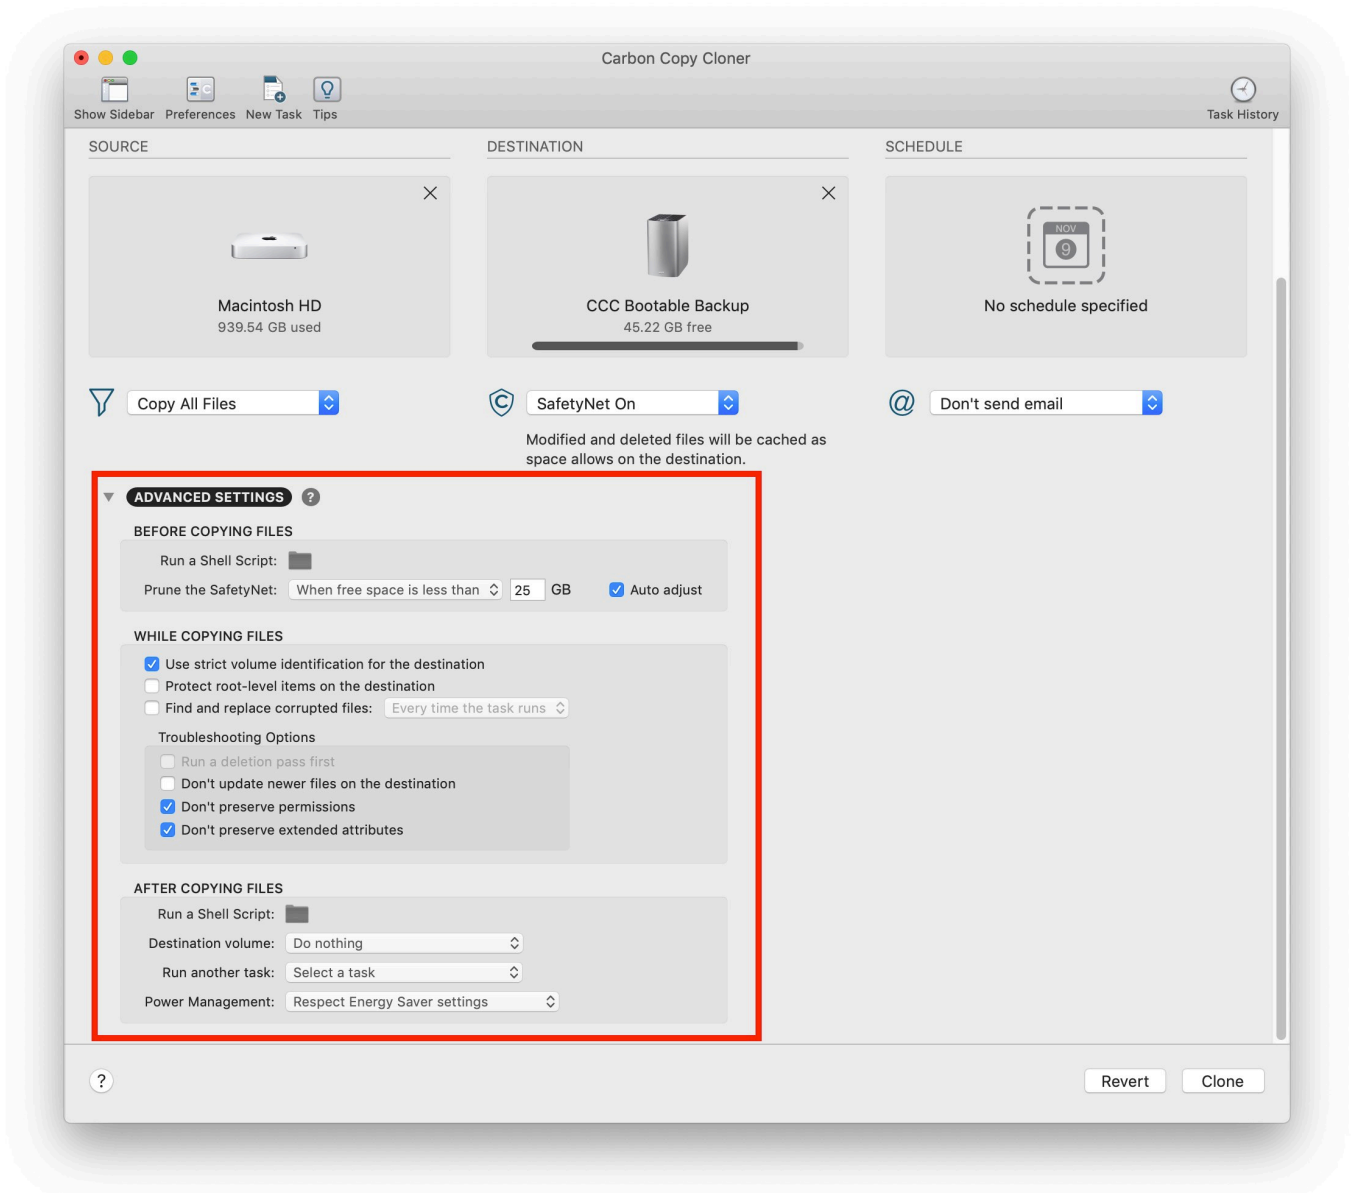 Carbon Copy Cloner
Show Sidebar Preferences New Task Tips Task History
SOURCE
DESTINATION
SCHEDULE
Macintosh HD
939.54 GB used
CCC Bootable Backup
45.22 GB free
NOV
9
No schedule specified
Copy All Files
SafetyNet On
Modified and deleted files will be cached as
space allows on the destination.
@ Don't send email
ADVANCED SETTINGS ?
BEFORE COPYING FILES
Run a Shell Script:
Prune the SafetyNet: When free space is less than 25 GB Auto adjust
WHILE COPYING FILES
Use strict volume identification for the destination
Protect root-level items on the destination
Find and replace corrupted files: Every time the task runs
Troubleshooting Options
Run a deletion pass first
Don't update newer files on the destination
Don't preserve permissions
Don't preserve extended attributes
AFTER COPYING FILES
Run a Shell Script:
Destination volume: Do nothing
Run another task: Select a task
Power Management: Respect Energy Saver settings
? Revert Clone